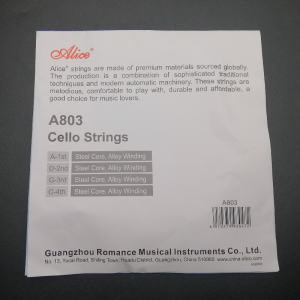 Alice®
Alice® strings are made of premium materials sourced globally.
The production is a combination of sophisticated traditional
techniques and modern automatic machinery. These strings are
melodious, comfortable to play with, durable and affordable, a
good choice for music lovers.
A803
Cello Strings
A-1st Steel Core, Alloy Winding
D-2nd Steel Core, Alloy Winding
G-3rd Steel Core, Alloy Winding
C-4th Steel Core, Alloy Winding
A803
Guangzhou Romance Musical Instruments Co., Ltd.